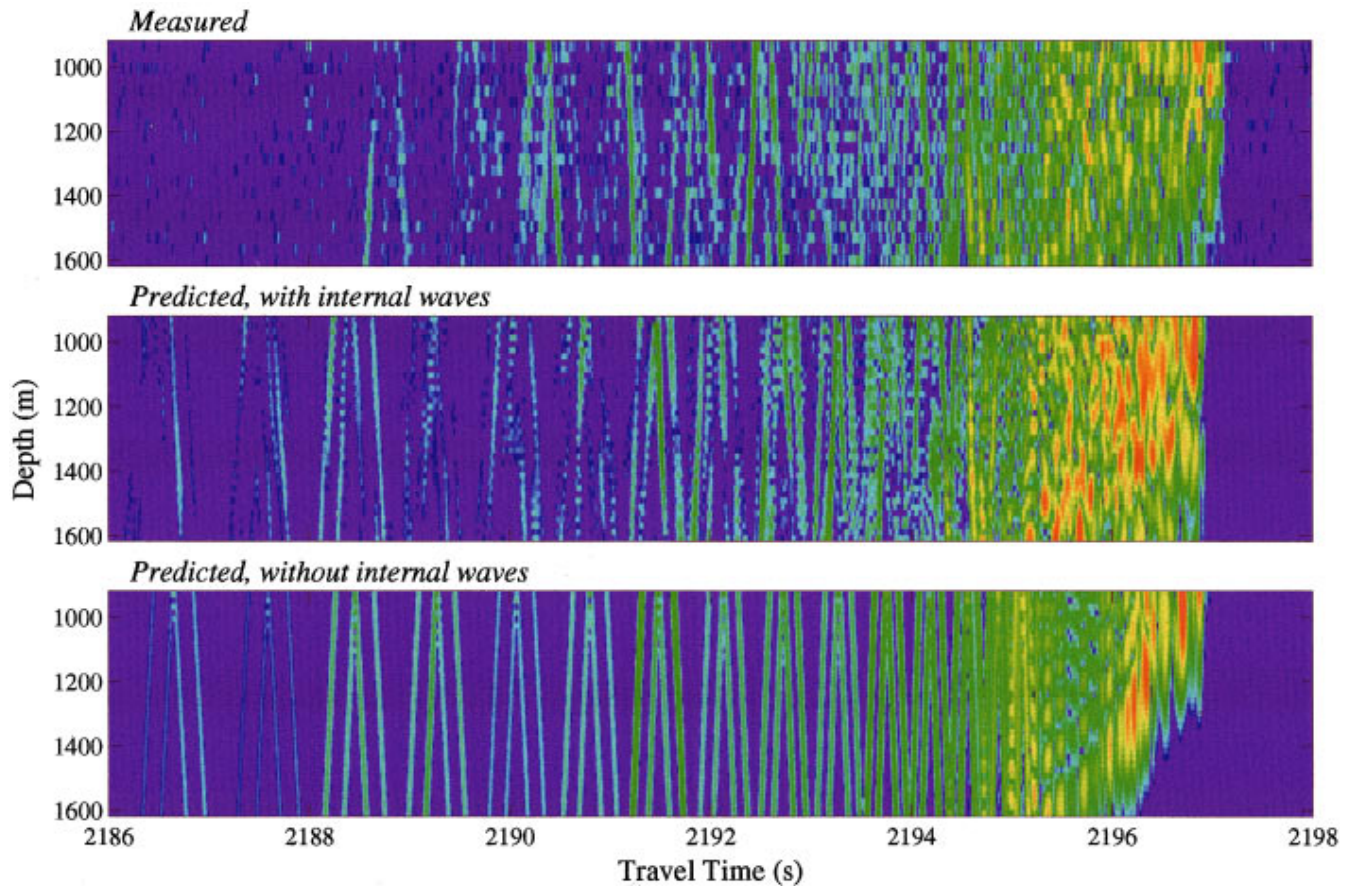 Measured
1000
1200
1400
1600
Predicted, with internal waves
1000
1200
1400
1600
Depth (m)
Predicted, without internal waves
1000
1200
1400
1600
2186 2188 2190 2192 2194 2196 2198
Travel Time (s)